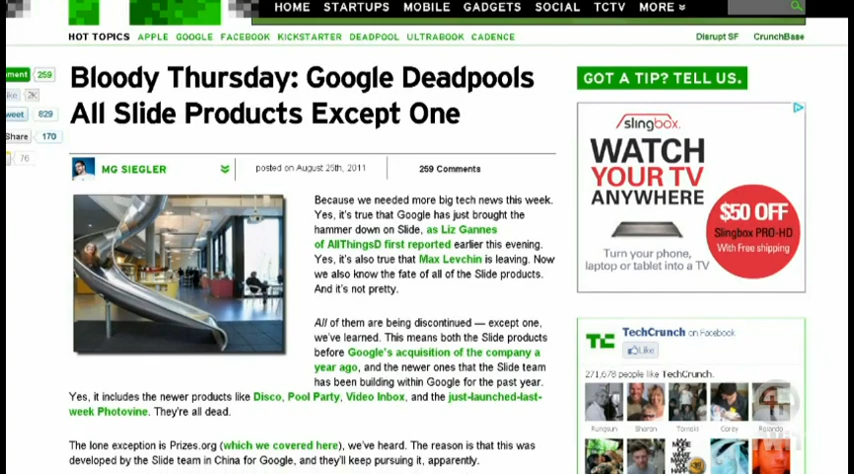 HOME STARTUPS MOBILE GADGETS SOCIAL TCTV MORE
HOT TOPICS APPLE GOOGLE FACEBOOK KICKSTARTER DEADPOOL ULTRABOOK CADENCE
Disrupt SF CrunchBase
259
2K
829
Share 170
76
Bloody Thursday: Google Deadpools
All Slide Products Except One
MG SIEGLER posted on August 25th, 2011 259 Comments
Because we needed more big tech news this week.
Yes, it's true that Google has just brought the
hammer down on Slide, as Liz Gannes
of AllThingsD first reported earlier this evening.
Yes, it's also true that Max Levchin is leaving. Now
we also know the fate of all of the Slide products.
And it's not pretty.
All of them are being discontinued — except one,
we've learned. This means both the Slide products
before Google's acquisition of the company a
year ago, and the newer ones that the Slide team
has been building within Google for the past year.
Yes, it includes the newer products like Disco, Pool Party, Video Inbox, and the just-launched-last-
week Photovine. They're all dead.
The lone exception is Prizes.org (which we covered here), we've heard. The reason is that this was
developed by the Slide team in China for Google, and they'll keep pursuing it, apparently.
GOT A TIP? TELL US.
slingbox.
WATCH
YOUR TV
ANYWHERE
$50 OFF
Slingbox PRO-HD
With Free shipping
Turn your phone,
laptop or tablet into a TV
TC
TechCrunch on Facebook
Like
271,678 people like TechCrunch.
Sharon Corey Rolando